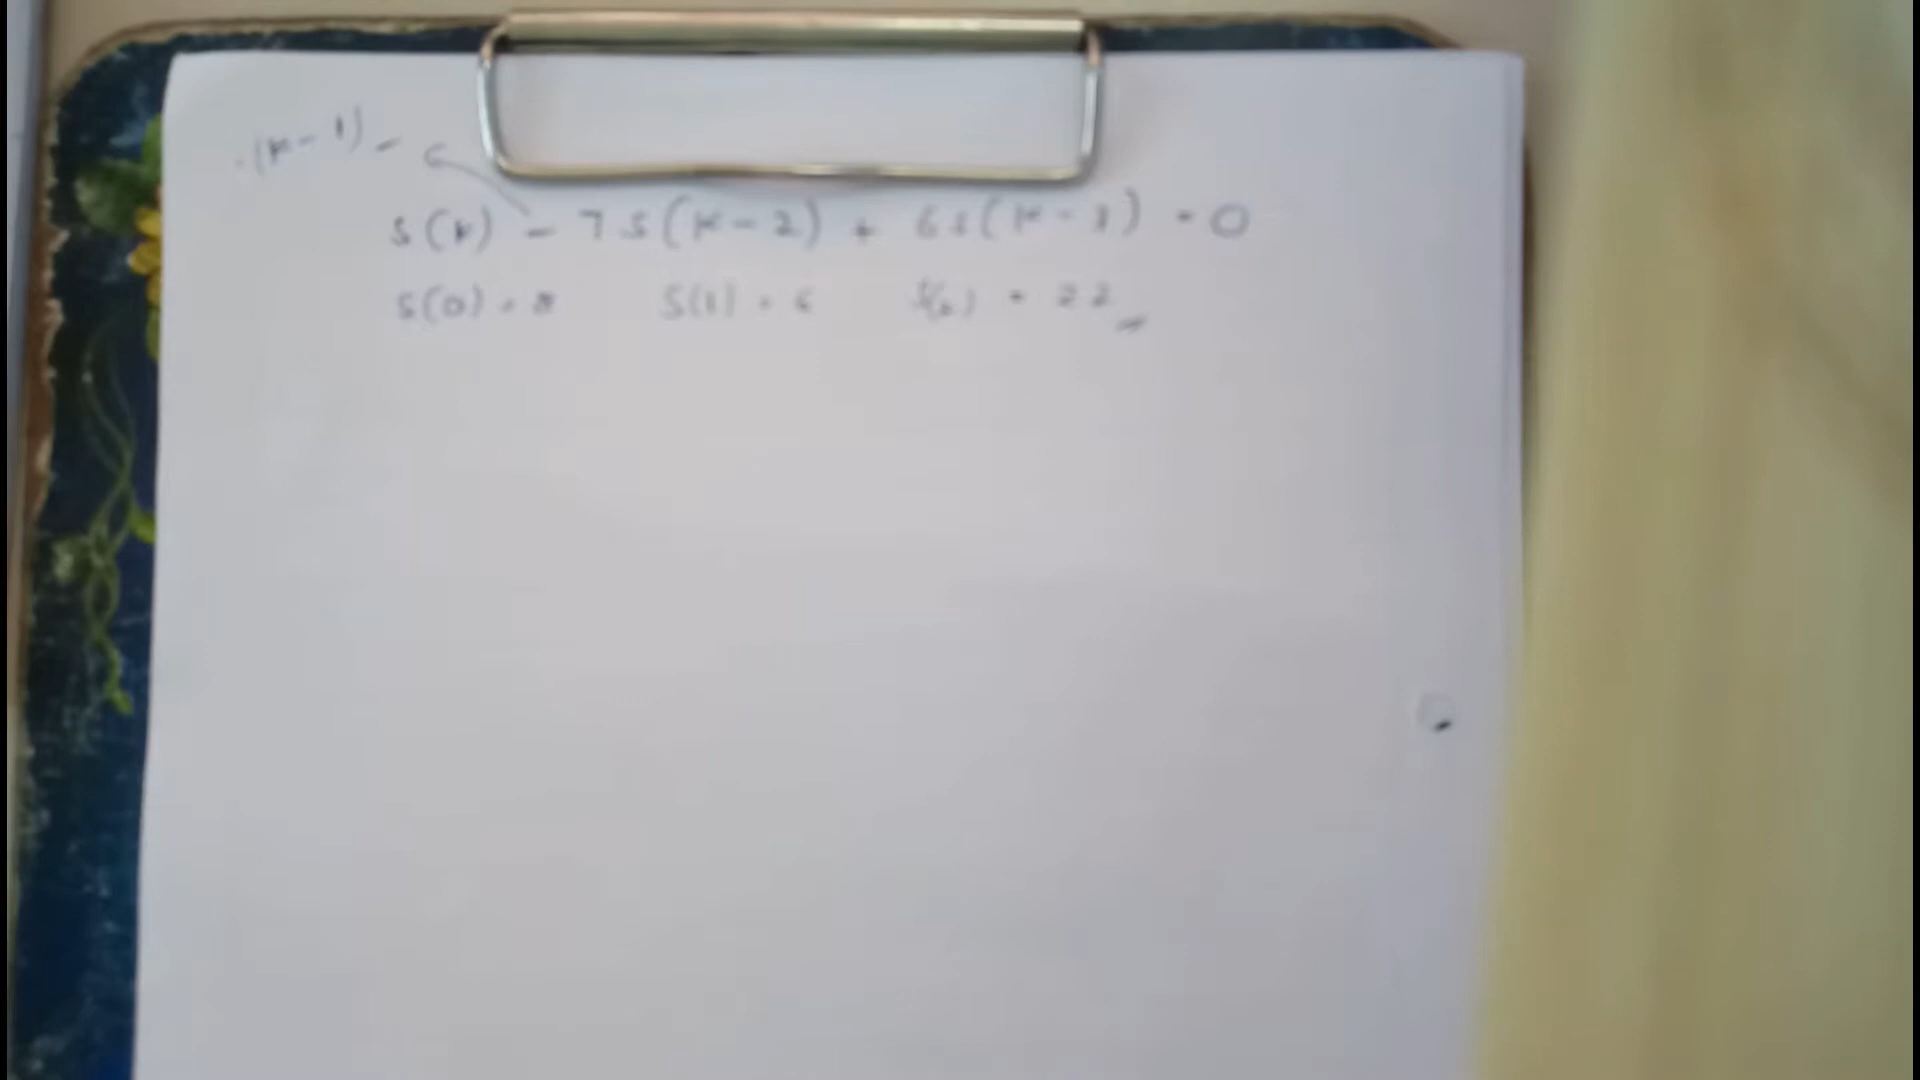 (k-1) -
S(k) - 7S(k-2) + 6S(k-3) = 0
S(0) = 8 S(1) = 6 S(2) = 22